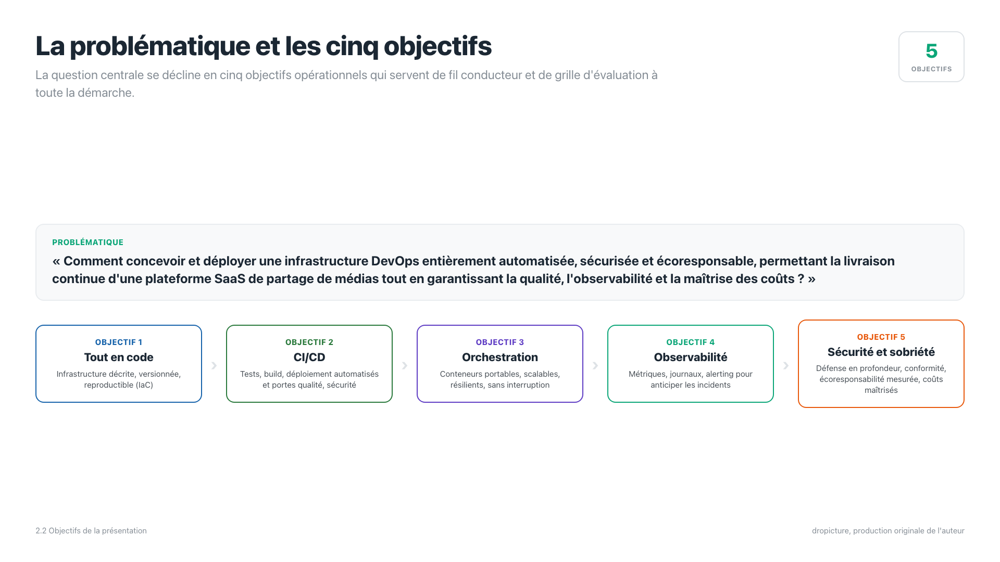 La problématique et les cinq objectifs
La question centrale se décline en cinq objectifs opérationnels qui servent de fil conducteur et de grille d'évaluation à
toute la démarche.
5
OBJECTIFS
PROBLÉMATIQUE
« Comment concevoir et déployer une infrastructure DevOps entièrement automatisée, sécurisée et écoresponsable, permettant la livraison
continue d'une plateforme SaaS de partage de médias tout en garantissant la qualité, l'observabilité et la maîtrise des coûts ? »
OBJECTIF 1
Tout en code
Infrastructure décrite, versionnée,
reproductible (IaC)
›
OBJECTIF 2
CI/CD
Tests, build, déploiement automatisés
et portes qualité, sécurité
›
OBJECTIF 3
Orchestration
Conteneurs portables, scalables,
résilients, sans interruption
›
OBJECTIF 4
Observabilité
Métriques, journaux, alerting pour
anticiper les incidents
›
OBJECTIF 5
Sécurité et sobriété
Défense en profondeur, conformité,
écoresponsabilité mesurée, coûts
maîtrisés
2.2 Objectifs de la présentation
dropicture, production originale de l'auteur